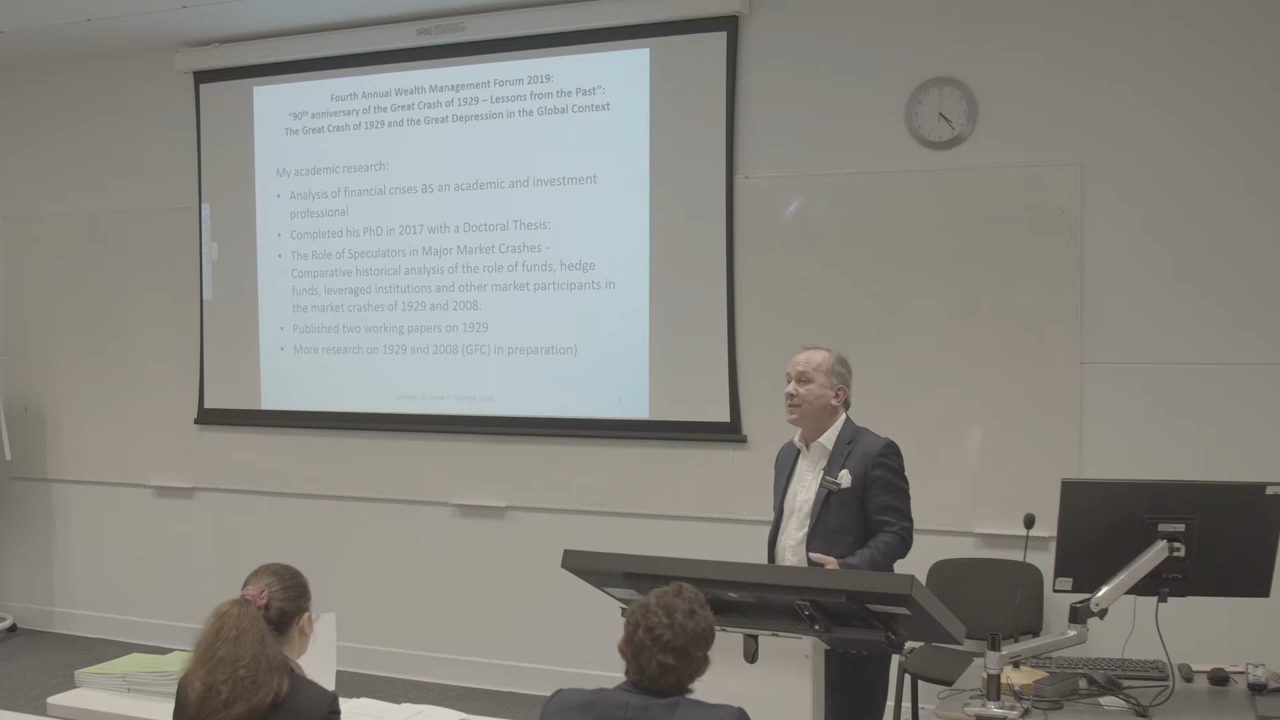 Fourth Annual Wealth Management Forum 2019:
"90th anniversary of the Great Crash of 1929 – Lessons from the Past":
The Great Crash of 1929 and the Great Depression in the Global Context
My academic research:
• Analysis of financial crises as an academic and investment
professional
• Completed his PhD in 2017 with a Doctoral Thesis:
• The Role of Speculators in Major Market Crashes -
Comparative historical analysis of the role of funds, hedge
funds, leveraged institutions and other market participants in
the market crashes of 1929 and 2008.
• Published two working papers on 1929
• More research on 1929 and 2008 (GFC) in preparation)